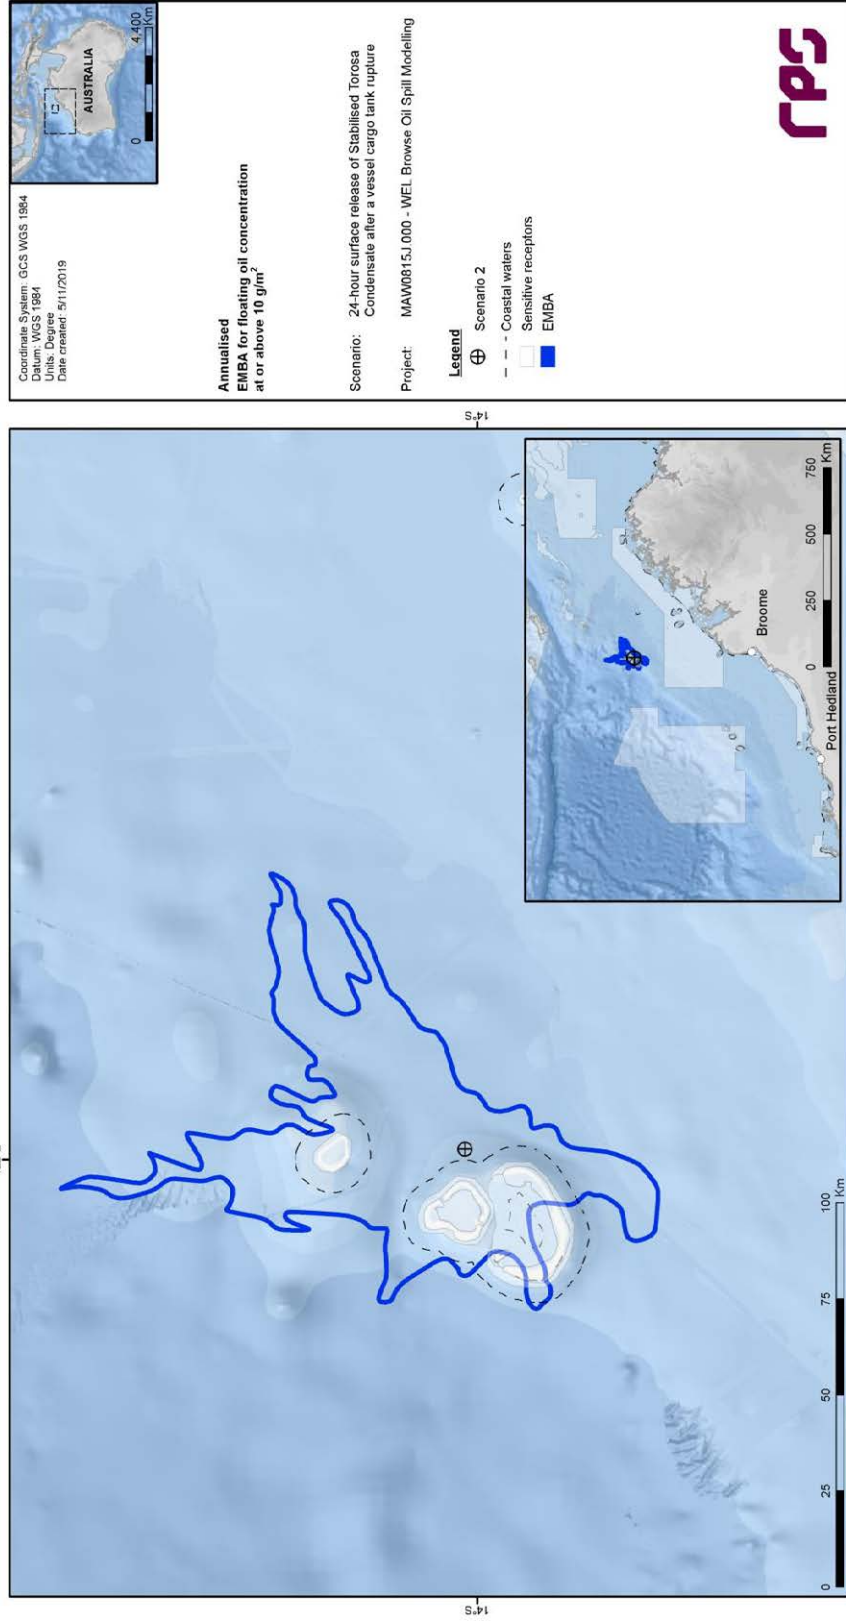 Coordinate System: GCS WGS 1984
Datum: WGS 1984
Units: Degree
Date created: 5/11/2019
AUSTRALIA
0
4,400
Km
Annualised
EMBA for floating oil concentration
at or above 10 g/m²
Scenario: 24-hour surface release of Stabilised Torosa
Condensate after a vessel cargo tank rupture
Project: MAW0815J.000 - WEL Browse Oil Spill Modelling
Legend
Scenario 2
Coastal waters
Sensitive receptors
EMBA
rps
14°S
14°S
0 25 50 75 100
Km
Port Hedland
Broome
0 250 500 750
Km